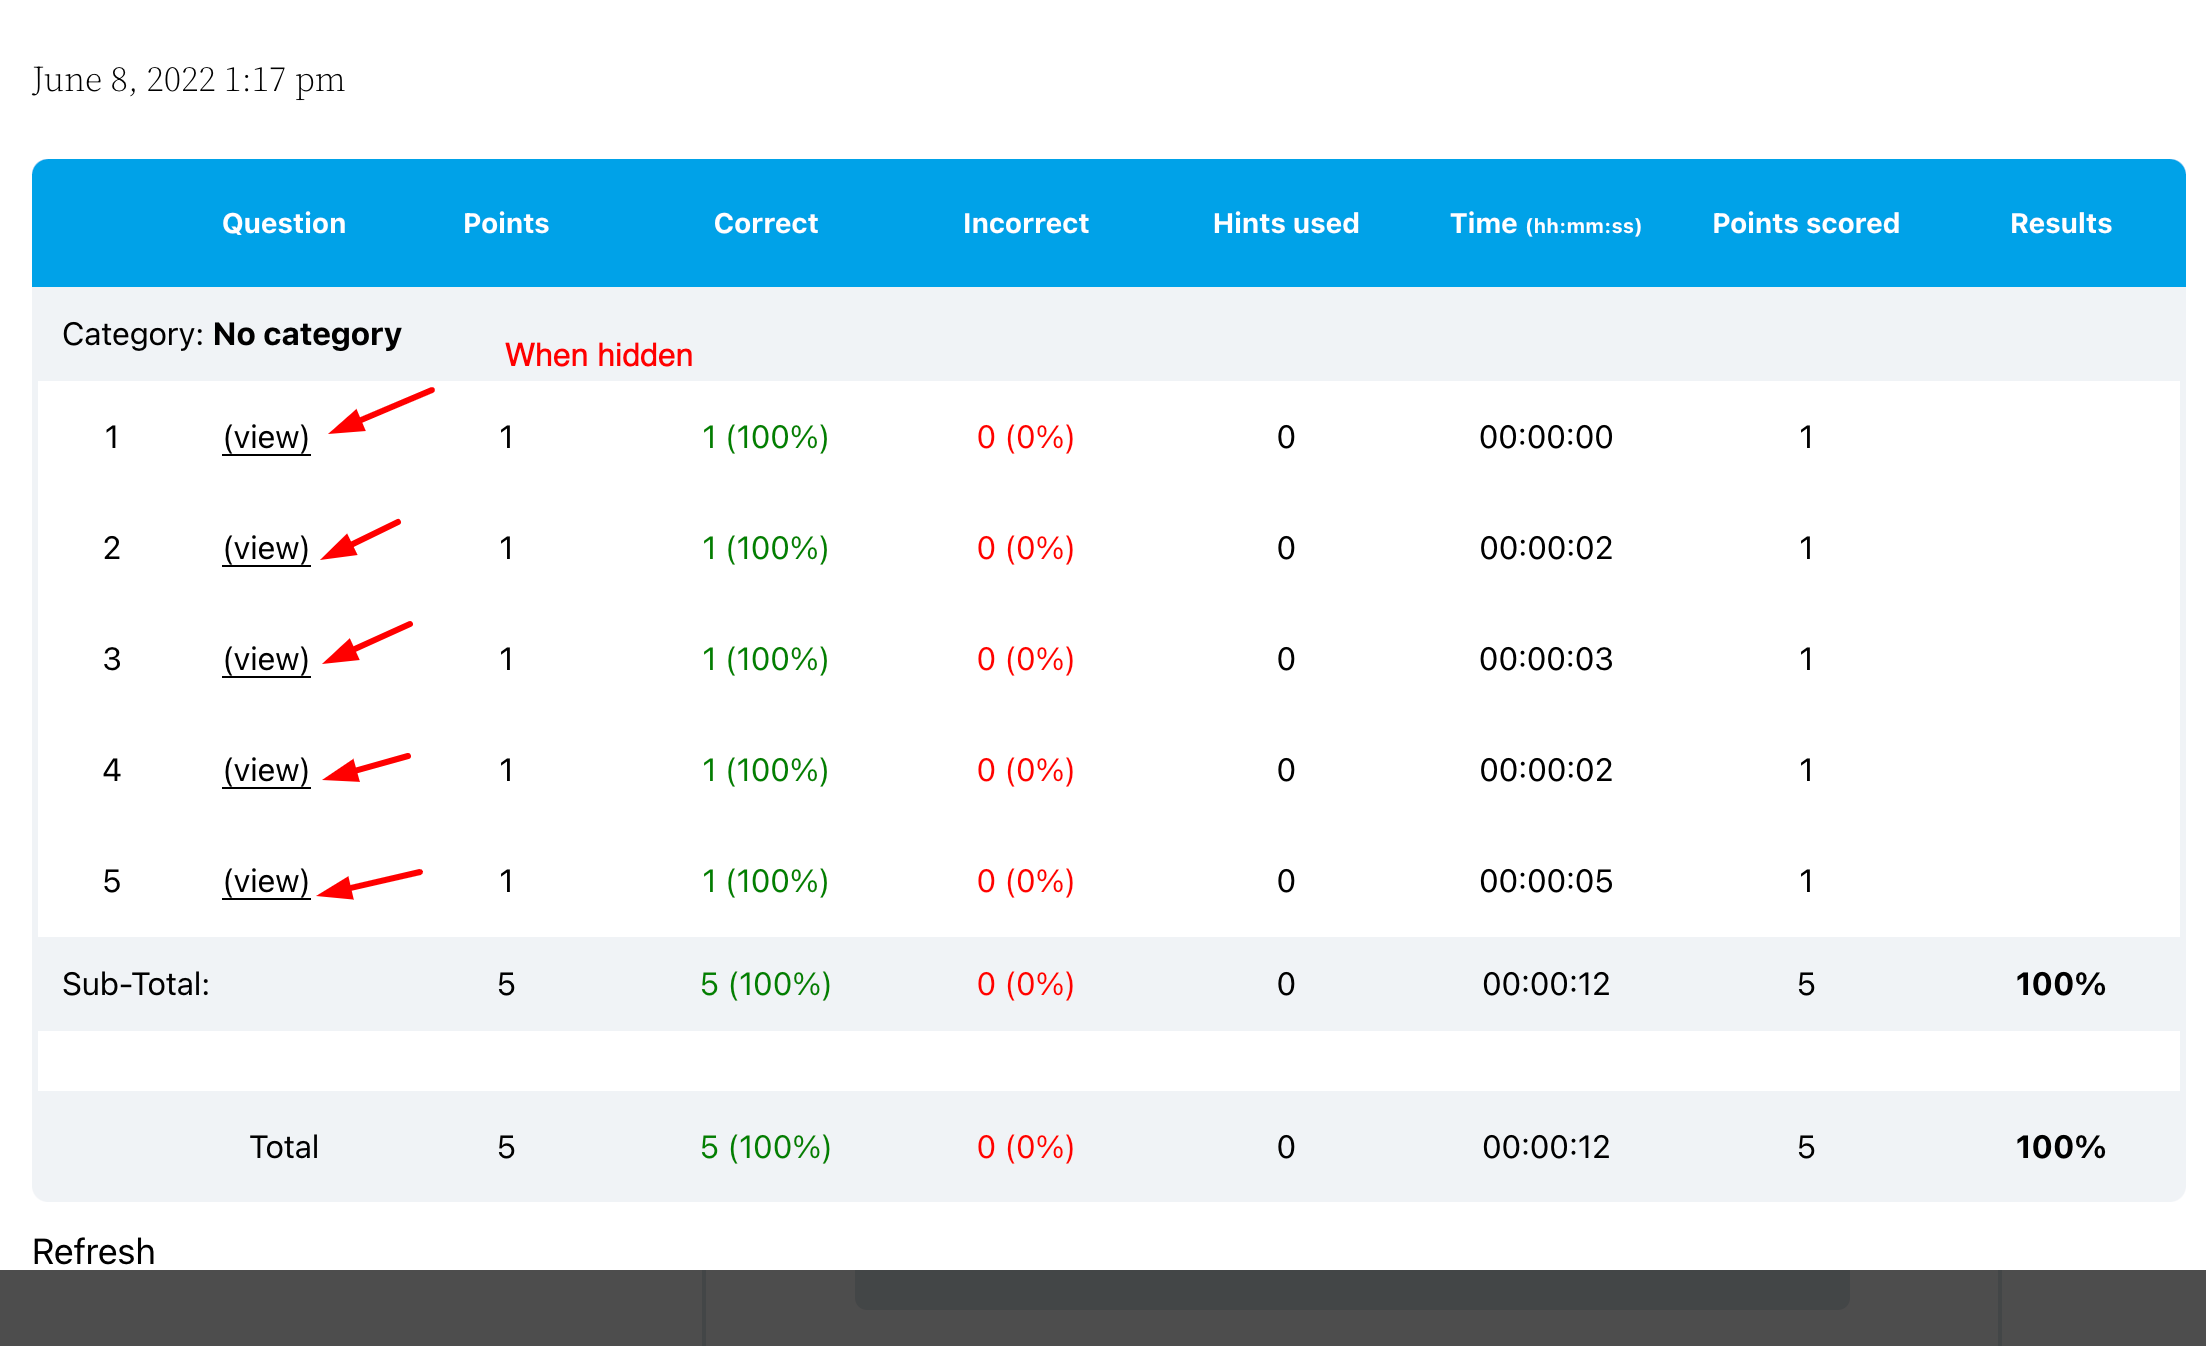 June 8, 2022 1:17 pm
Question Points Correct Incorrect Hints used Time (hh:mm:ss) Points scored Results
Category: No category
When hidden
1 (view) 1 1 (100%) 0 (0%) 0 00:00:00 1
2 (view) 1 1 (100%) 0 (0%) 0 00:00:02 1
3 (view) 1 1 (100%) 0 (0%) 0 00:00:03 1
4 (view) 1 1 (100%) 0 (0%) 0 00:00:02 1
5 (view) 1 1 (100%) 0 (0%) 0 00:00:05 1
Sub-Total: 5 5 (100%) 0 (0%) 0 00:00:12 5 100%
Total 5 5 (100%) 0 (0%) 0 00:00:12 5 100%
Refresh